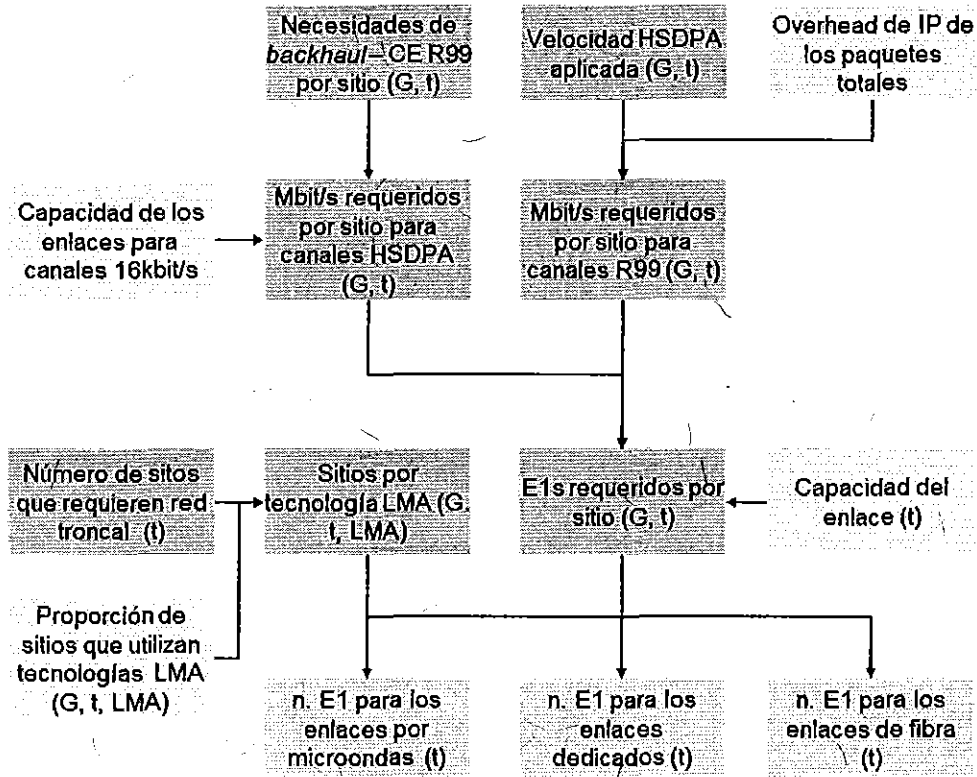 Necesidades de
backhaul – CE R99
por sitio (G, t)
Velocidad HSDPA
aplicada (G, t)
Overhead de IP de
los paquetes
totales
Capacidad de los
enlaces para
canales 16kbit/s
Mbit/s requeridos
por sitio para
canales HSDPA
(G, t)
Mbit/s requeridos
por sitio para
canales R99 (G, t)
Número de sitos
que requieren red
troncal (t)
Sitios por
tecnología LMA (G,
t, LMA)
E1s requeridos por
sitio (G, t)
Capacidad del
enlace (t)
Proporción de
sitios que utilizan
tecnologías LMA
(G, t, LMA)
n. E1 para los
enlaces por
microondas (t)
n. E1 para los
enlaces
dedicados (t)
n. E1 para los
enlaces de fibra
(t)